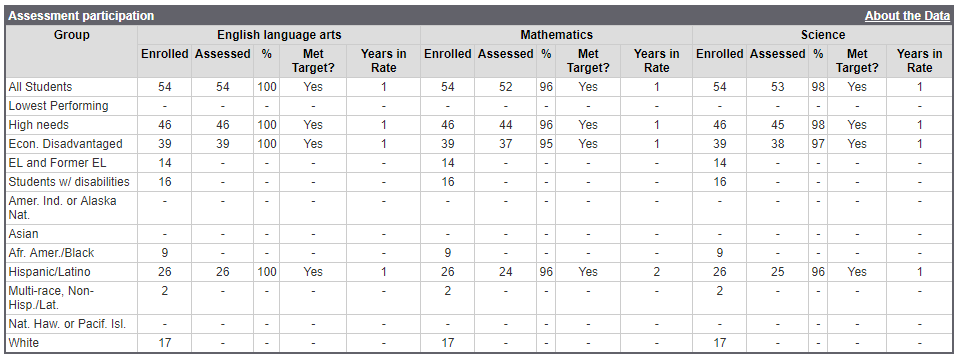 Assessment participation About the Data
Group English language arts Mathematics Science
Enrolled Assessed % Met Target? Years in Rate Enrolled Assessed % Met Target? Years in Rate Enrolled Assessed % Met Target? Years in Rate
All Students 54 54 100 Yes 1 54 52 96 Yes 1 54 53 98 Yes 1
Lowest Performing - - - - - - - - - - - - - - -
High needs 46 46 100 Yes 1 46 44 96 Yes 1 46 45 98 Yes 1
Econ. Disadvantaged 39 39 100 Yes 1 39 37 95 Yes 1 39 38 97 Yes 1
EL and Former EL 14 - - - - 14 - - - - 14 - - - -
Students w/ disabilities 16 - - - - 16 - - - - 16 - - - -
Amer. Ind. or Alaska Nat. - - - - - - - - - - - - - - -
Asian - - - - - - - - - - - - - - -
Afr. Amer./Black 9 - - - - 9 - - - - 9 - - - -
Hispanic/Latino 26 26 100 Yes 1 26 24 96 Yes 2 26 25 96 Yes 1
Multi-race, Non-Hisp./Lat. 2 - - - - 2 - - - - 2 - - - -
Nat. Haw. or Pacif. Isl. - - - - - - - - - - - - - - -
White 17 - - - - 17 - - - - 17 - - - -